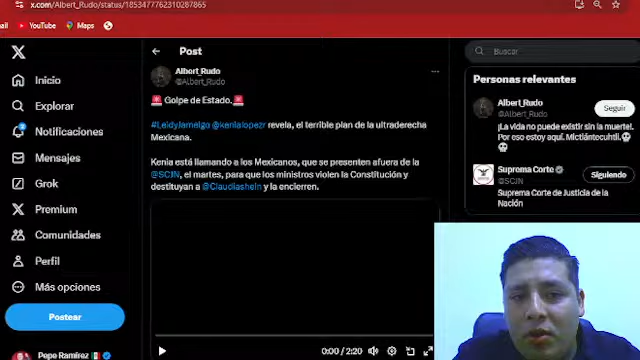 x.com/Albert_Rudo/status/1853477762310287865
YouTube
Maps
Inicio
Explorar
Notificaciones
Mensajes
Grok
Premium
Comunidades
Perfil
Más opciones
Postear
Pepe Ramírez
Post
Albert_Rudo
@Albert_Rudo
Golpe de Estado.
@kenialopezr revela, el terrible plan de la ultraderecha
Mexicana.
Kenia está llamando a los Mexicanos, que se presenten afuera de la
@SCJN, el martes, para que los ministros violen la Constitución y
destituyan a @Claudiashein y la encierren.
0:00 / 2:20
Buscar
Personas relevantes
Albert_Rudo
@Albert_Rudo
Seguir
¡La vida no puede existir sin la muerte!.
Por eso estoy aquí. Mictlántecuhtli.
Suprema Corte
@SCJN
Siguiendo
Suprema Corte de Justicia de la
Nación